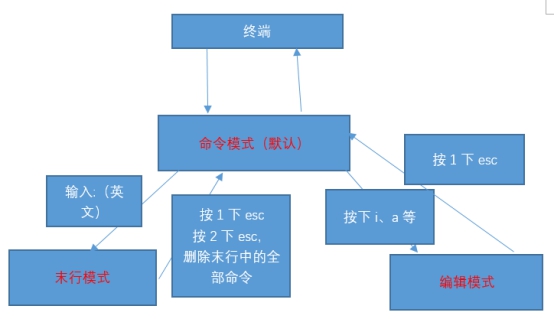 终端
命令模式（默认）
按 1 下 esc
输入:（英
文）
按 1 下 esc
按 2 下 esc,
删除末行中的全
部命令
按下 i、a 等
末行模式
编辑模式